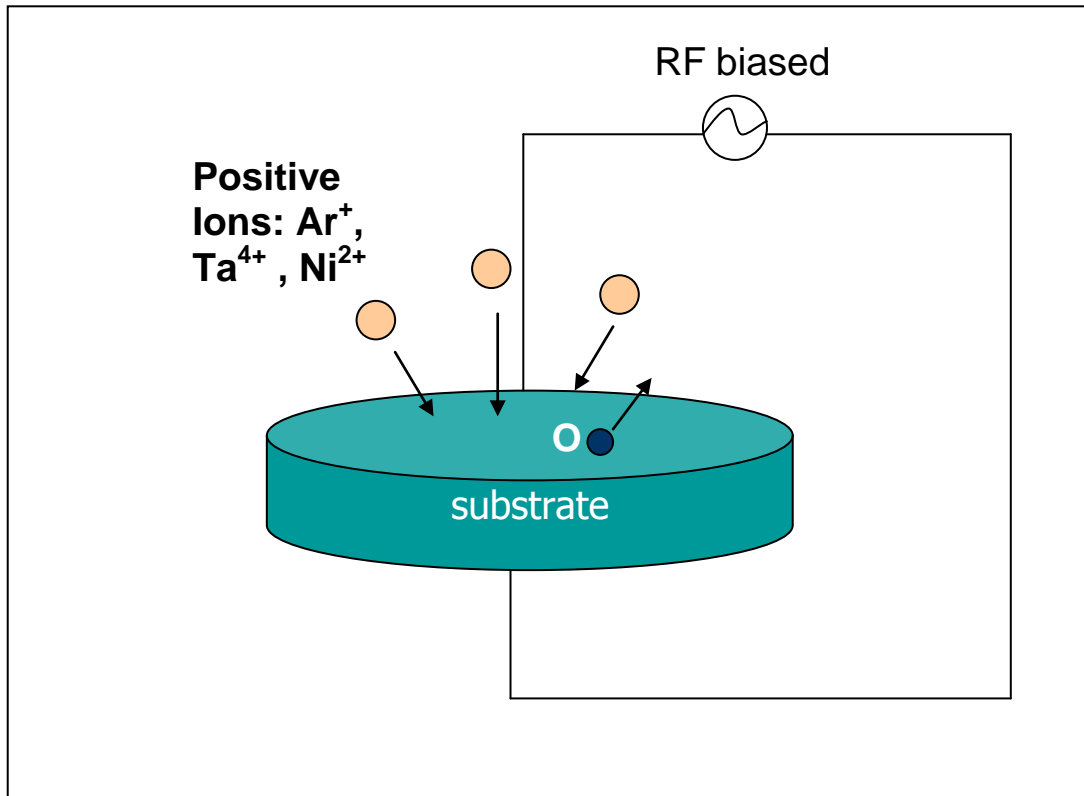 RF biased
Positive
Ions: Ar⁺,
Ta⁴⁺ , Ni²⁺
O
substrate